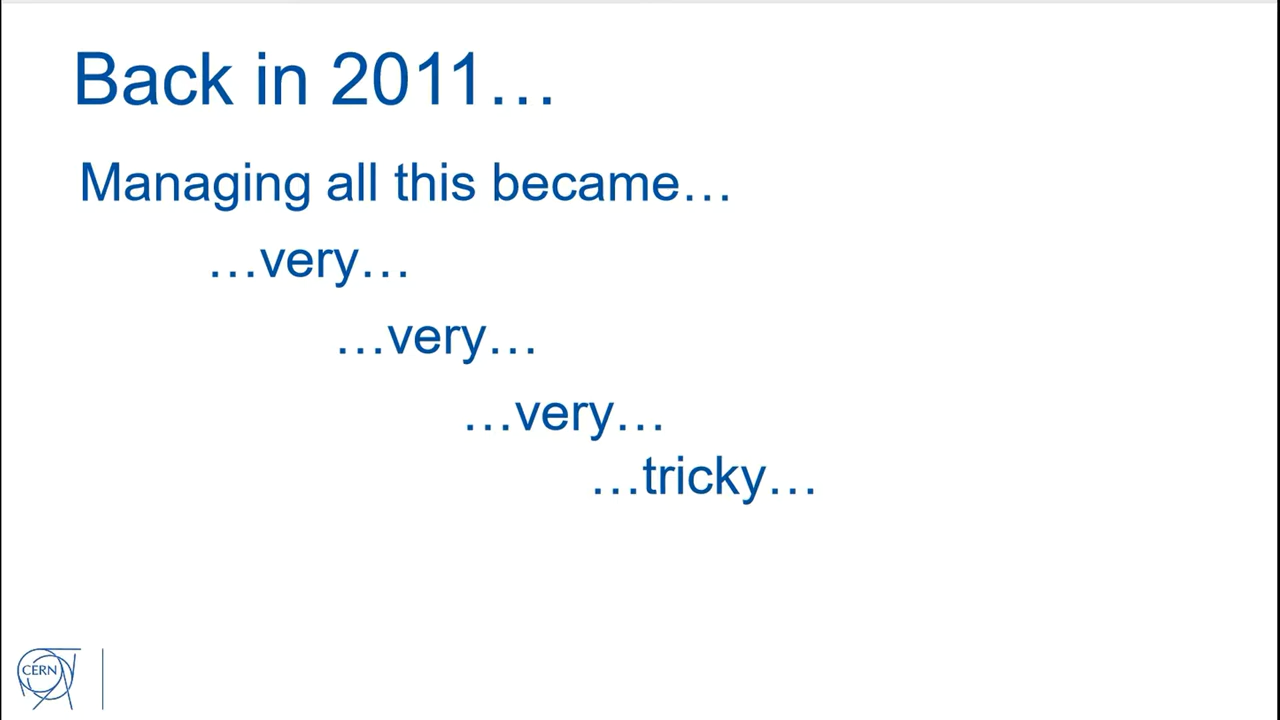 Back in 2011…
Managing all this became…
…very…
…very…
…very…
…tricky…
CERN